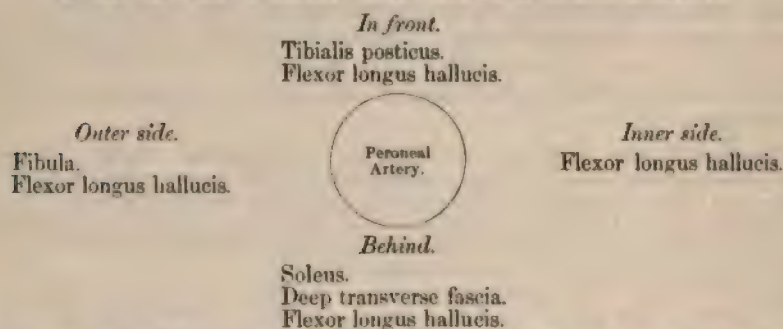 In front.
Tibialis posticus.
Flexor longus hallucis.
Outer side.
Fibula.
Flexor longus hallucis.
Peroneal
Artery.
Inner side.
Flexor longus hallucis.
Behind.
Soleus.
Deep transverse fascia.
Flexor longus hallucis.